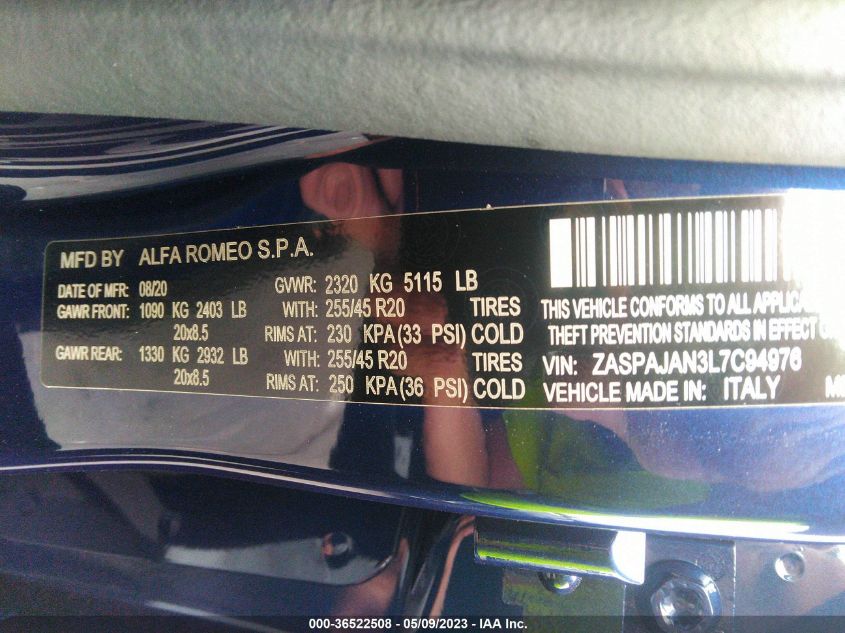 MFD BY ALFA ROMEO S.P.A.
DATE OF MFR: 08/20 GVWR: 2320 KG 5115 LB
GAWR FRONT: 1090 KG 2403 LB WITH: 255/45 R20 TIRES
20x8.5 RIMS AT: 230 KPA(33 PSI) COLD
GAWR REAR: 1330 KG 2932 LB WITH: 255/45 R20 TIRES
20x8.5 RIMS AT: 250 KPA(36 PSI) COLD
THIS VEHICLE CONFORMS TO ALL
THEFT PREVENTION STANDARDS IN EFFECT
VIN: ZASPAJAN3L7C94976
VEHICLE MADE IN: ITALY
000-36522508 - 05/09/2023 - IAA Inc.